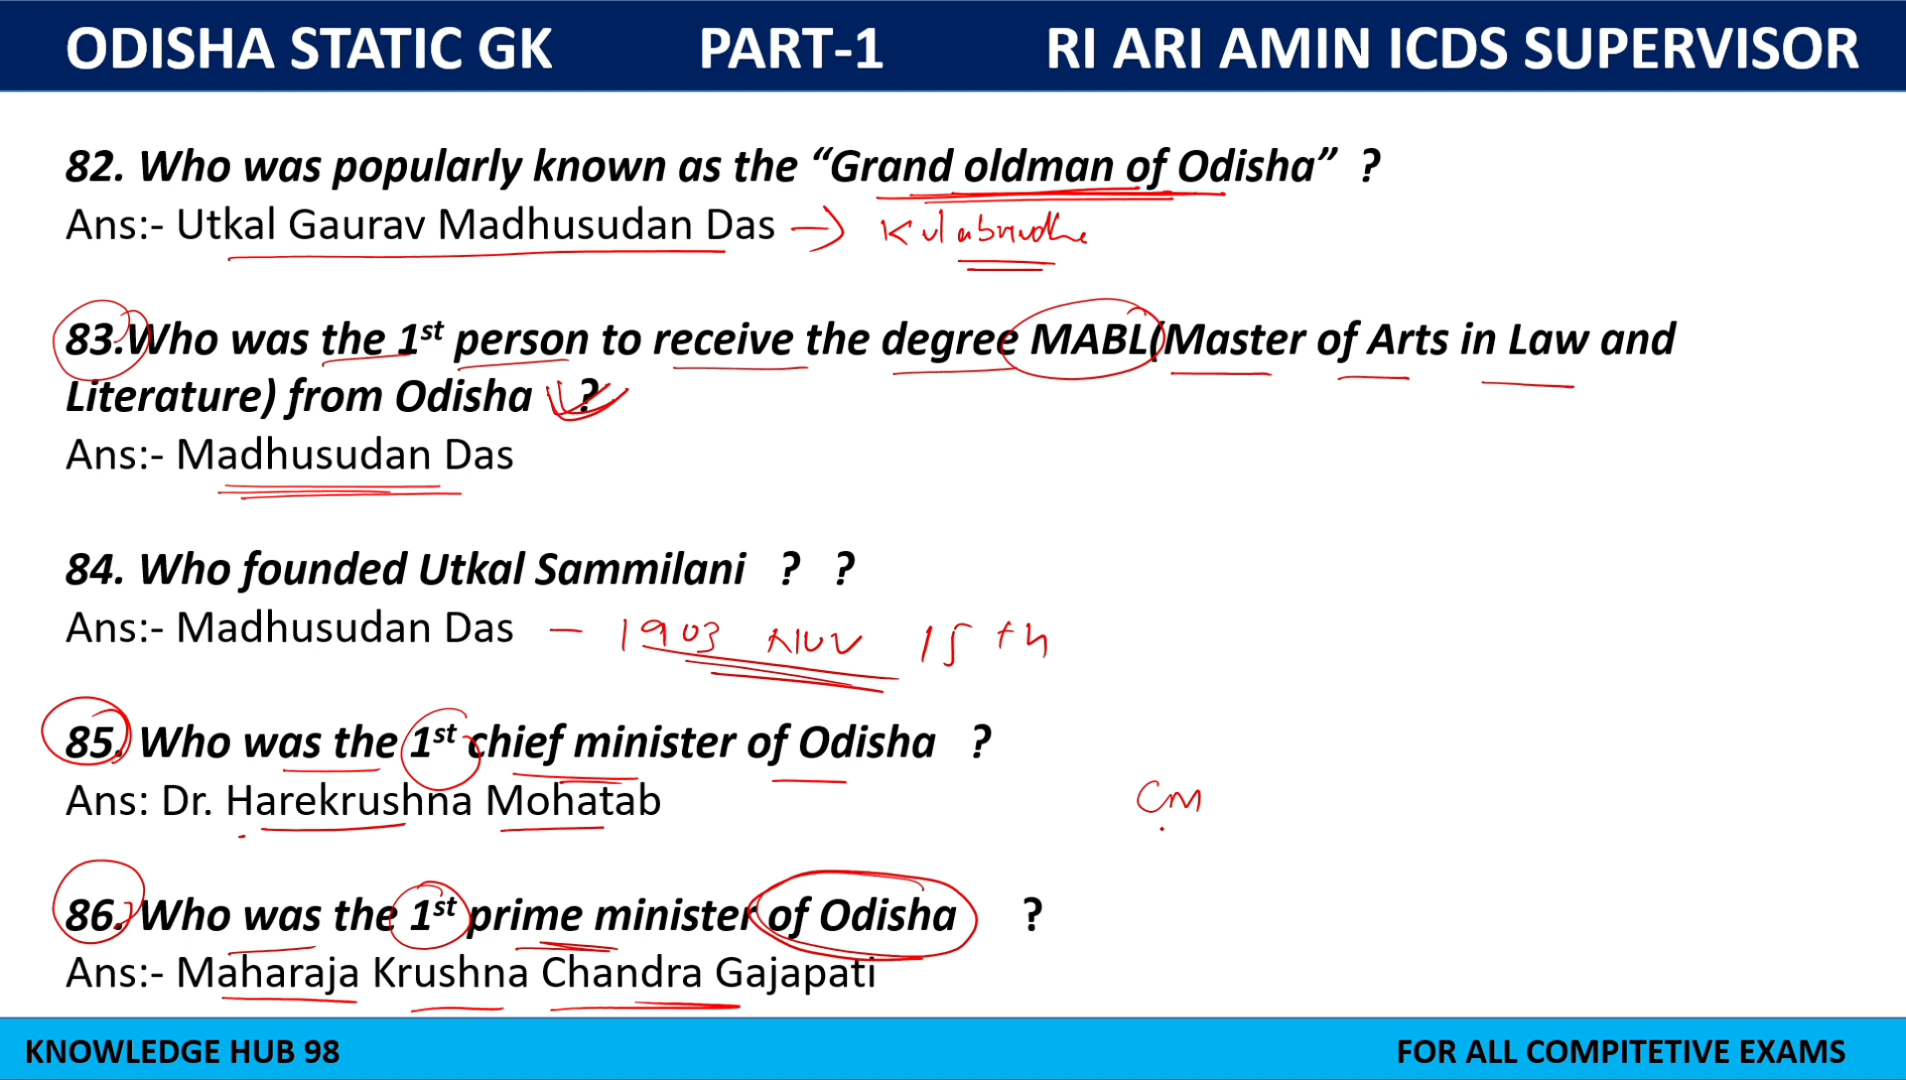 ODISHA STATIC GK PART-1 RI ARI AMIN ICDS SUPERVISOR
82. Who was popularly known as the “Grand oldman of Odisha” ?
Ans:- Utkal Gaurav Madhusudan Das → Kulabrudha
83.Who was the 1st person to receive the degree MABL(Master of Arts in Law and
Literature) from Odisha ?
Ans:- Madhusudan Das
84. Who founded Utkal Sammilani ? ?
Ans:- Madhusudan Das – 1903 NOV 15th
85. Who was the 1st chief minister of Odisha ?
Ans: Dr. Harekrushna Mohatab CM
86. Who was the 1st prime minister of Odisha ?
Ans:- Maharaja Krushna Chandra Gajapati
KNOWLEDGE HUB 98 FOR ALL COMPITETIVE EXAMS